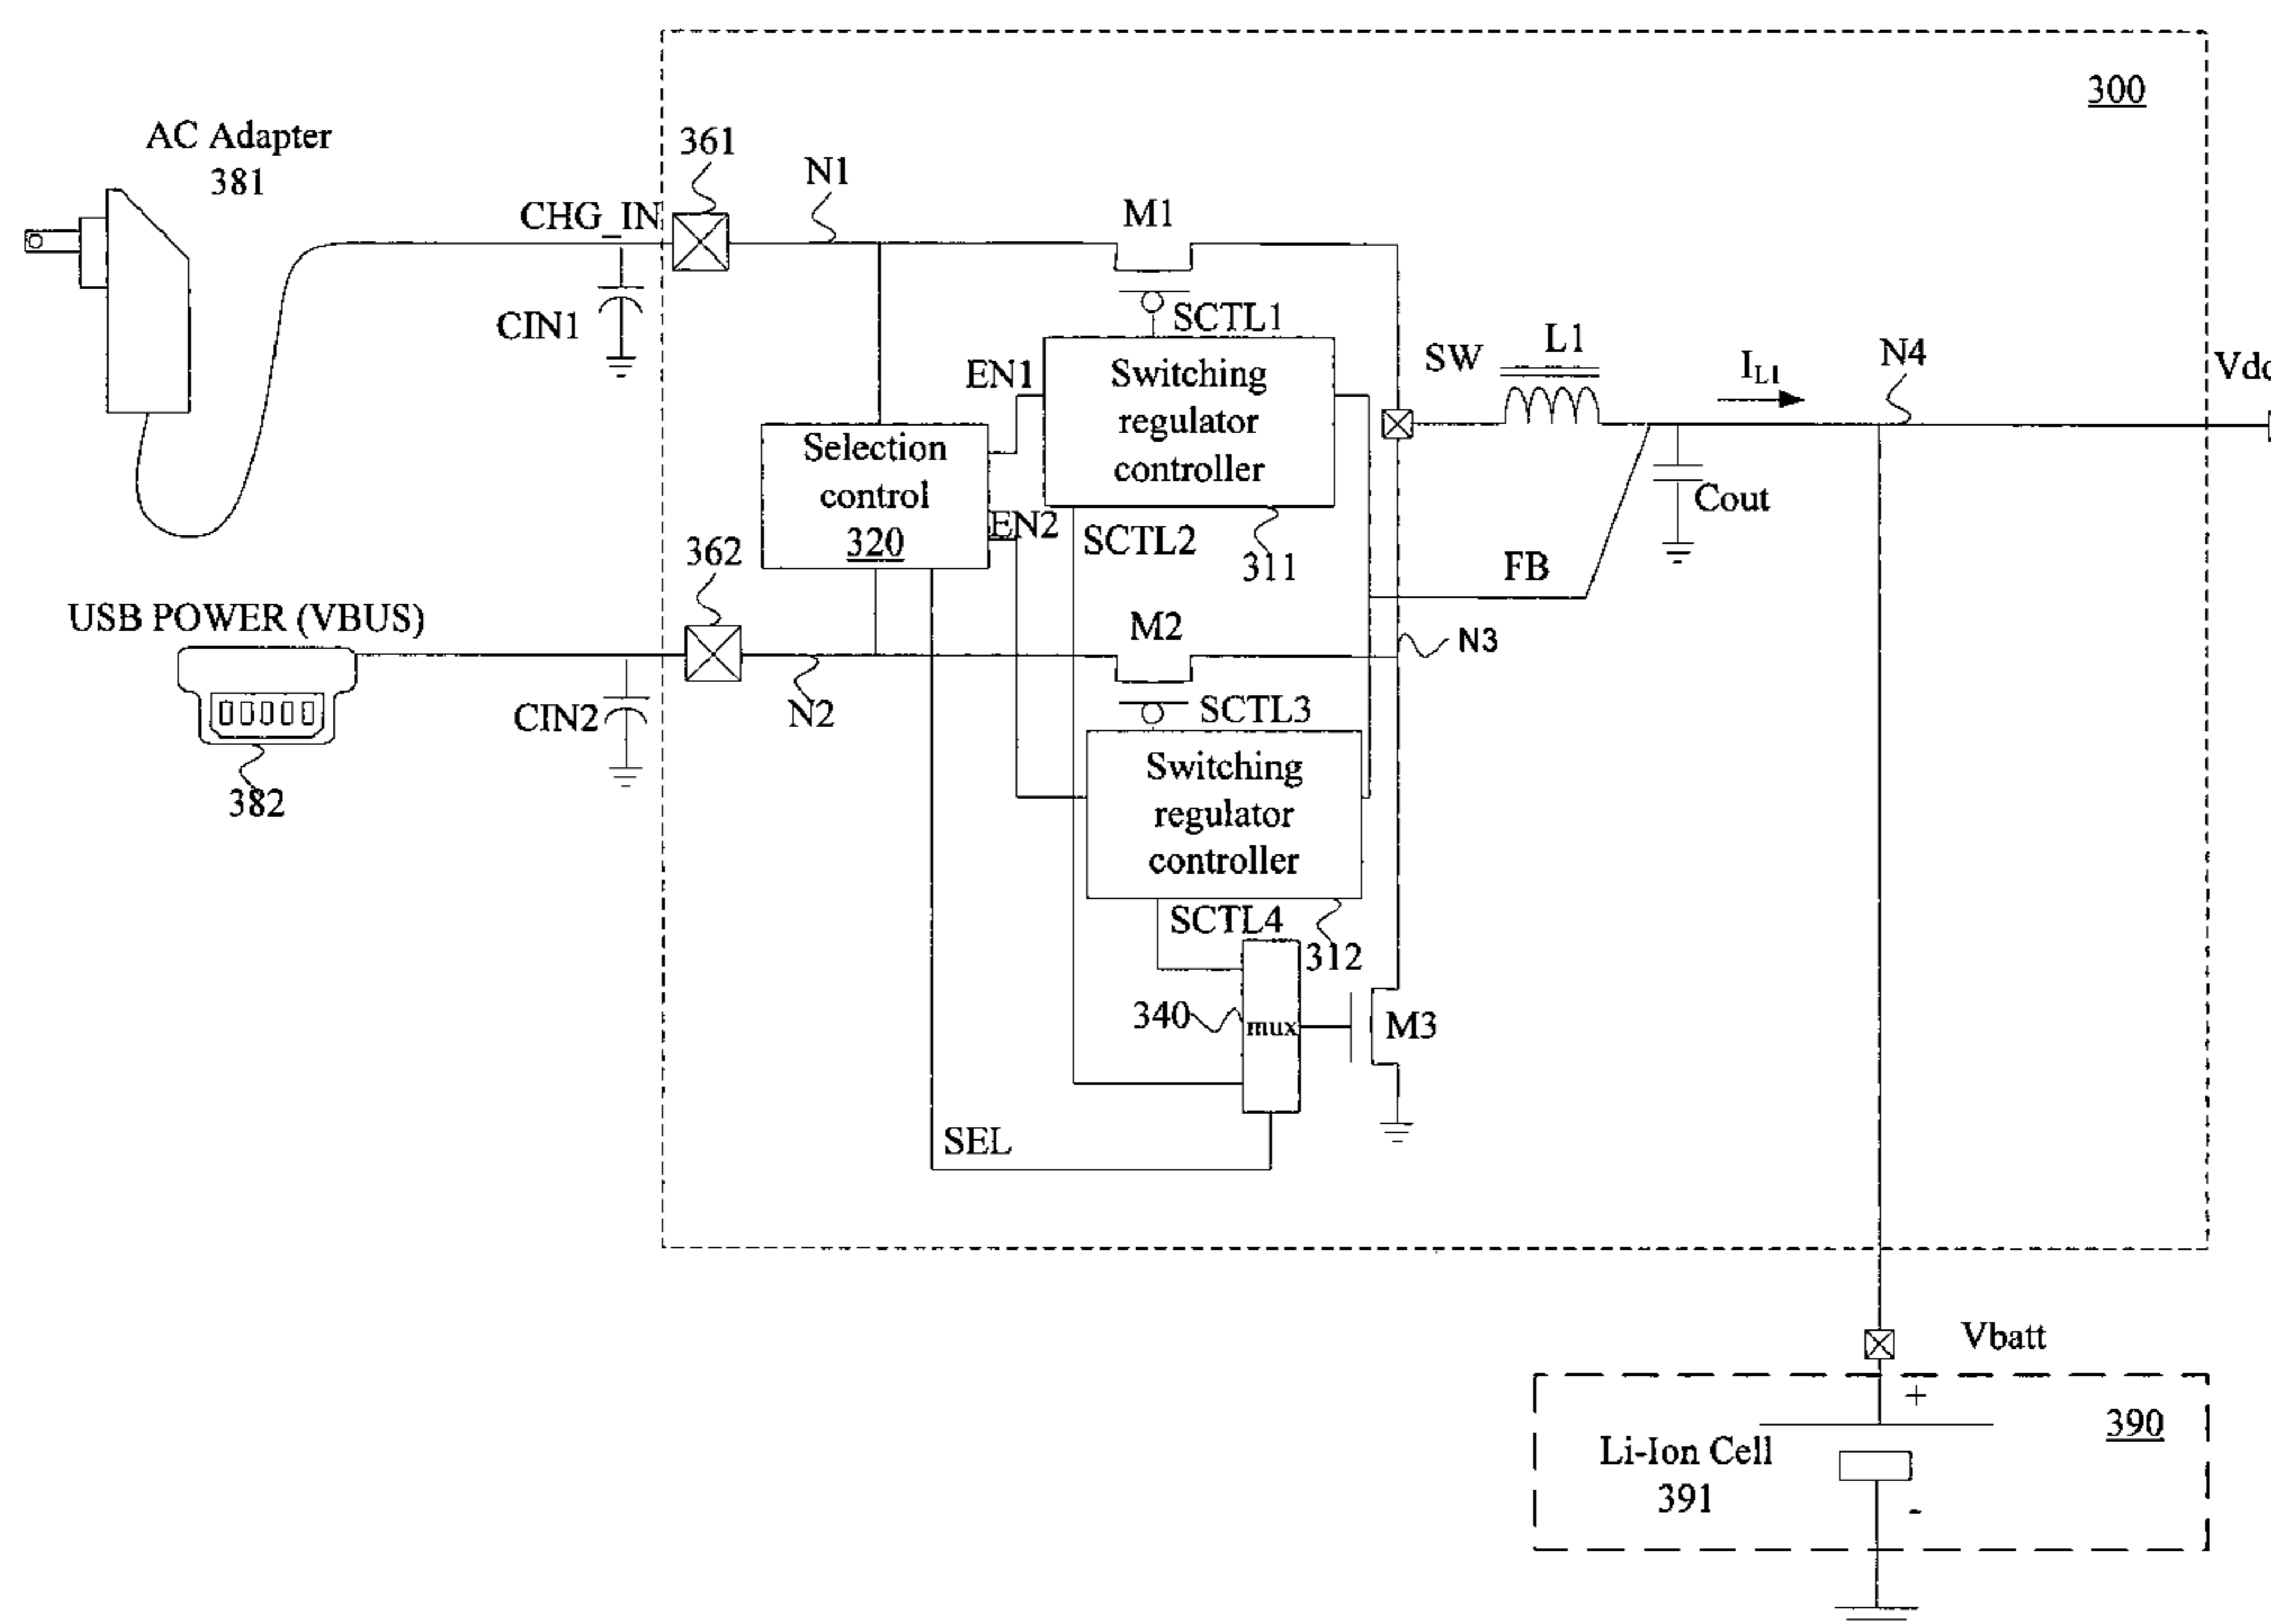 300
AC Adapter
381
361
N1
CHG_IN
M1
CIN1
SCTL1
Switching
regulator
controller
EN1
SW
L1
I_L1
N4
Selection
control
320
EN2
SCTL2
311
Cout
FB
362
USB POWER (VBUS)
M2
N3
CIN2
N2
SCTL3
382
Switching
regulator
controller
SCTL4
312
340
mux
M3
SEL
Vbatt
+
390
Li-Ion Cell
391
-